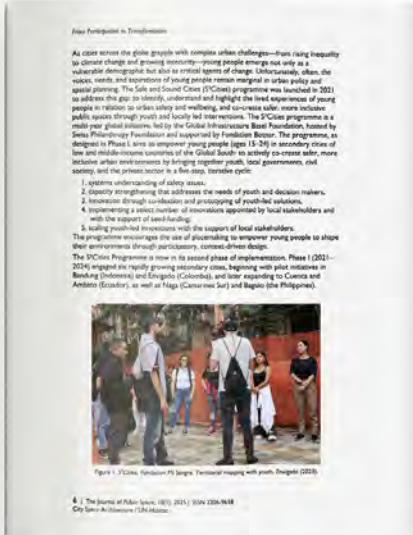 From Participation to Transformation
As cities across the globe grapple with complex urban challenges—from rising inequality
to climate change and growing insecurity—young people emerge not only as a
vulnerable demographic but also as critical agents of change. Unfortunately, often, the
voices, needs, and aspirations of young people remain marginal in urban policy and
spatial planning. The Safe and Sound Cities (S²Cities) programme was launched in 2021
to address this gap to identify, understand and highlight the lived experiences of young
people in relation to urban safety and wellbeing, and co-create safer, more inclusive
public spaces through youth and locally led interventions. The S²Cities programme is a
multi-year global initiative, led by the Global Infrastructure Basel Foundation, hosted by
Swiss Philanthropy Foundation and supported by Fondation Botnar. The programme, as
designed in Phase I, aims to empower young people (ages 15–24) in secondary cities of
low and middle-income countries of the Global South to actively co-create safer, more
inclusive urban environments by bringing together youth, local governments, civil
society, and the private sector in a five-step, iterative cycle:
1. systems understanding of safety issues;
2. capacity strengthening that addresses the needs of youth and decision makers,
3. innovation through co-ideation and prototyping of youth-led solutions,
4. implementing a select number of innovations appointed by local stakeholders and
with the support of seed-funding;
5. scaling youth-led innovations with the support of local stakeholders.
The programme encourages the use of placemaking to empower young people to shape
their environments through participatory, context-driven design.
The S²Cities Programme is now in its second phase of implementation. Phase I (2021–
2024) engaged six rapidly growing secondary cities, beginning with pilot initiatives in
Bandung (Indonesia) and Envigado (Colombia), and later expanding to Cuenca and
Ambato (Ecuador), as well as Naga (Camarines Sur) and Baguio (the Philippines).
Figure 1. S²Cities, Fundación Mi Sangre. Territorial mapping with youth, Envigado (2023).
6 | The Journal of Public Space, 10(1), 2025 | ISSN 2206-9658
City Space Architecture / UN-Habitat